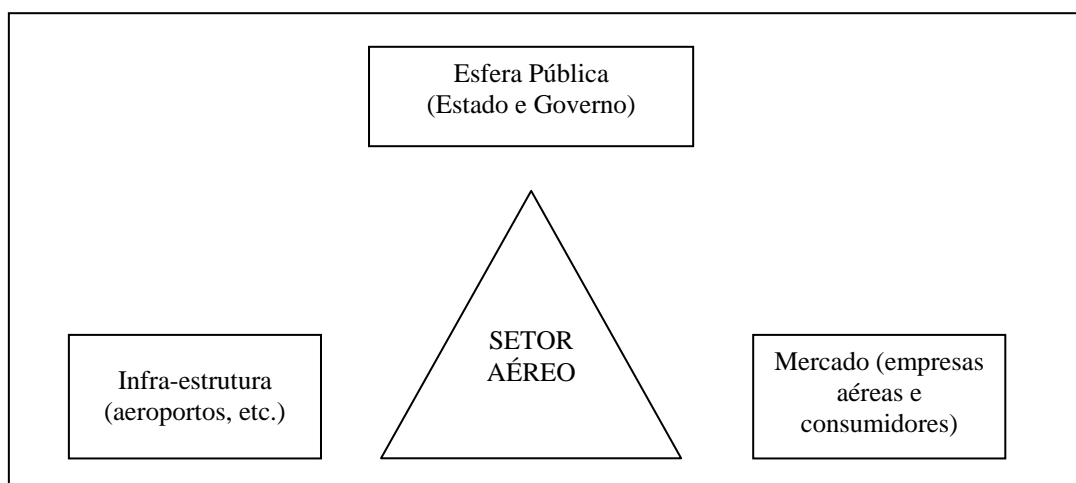 Esfera Pública
(Estado e Governo)
SETOR
AÉREO
Infra-estrutura
(aeroportos, etc.)
Mercado (empresas
aéreas e
consumidores)